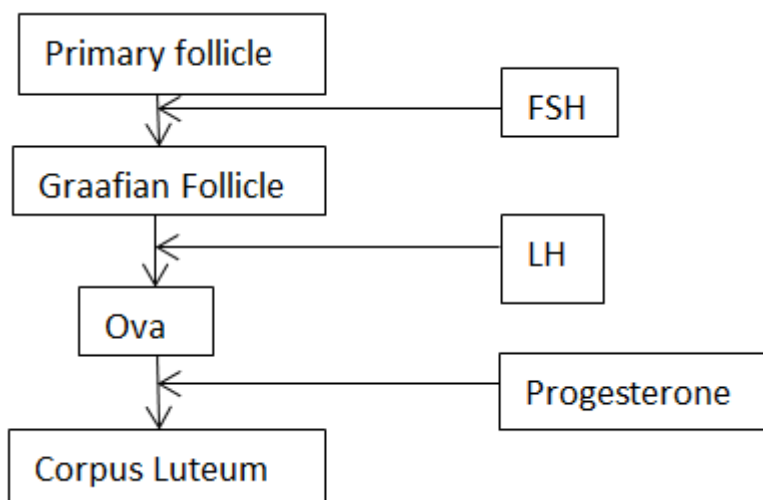 Primary follicle
FSH
Graafian Follicle
LH
Ova
Progesterone
Corpus Luteum